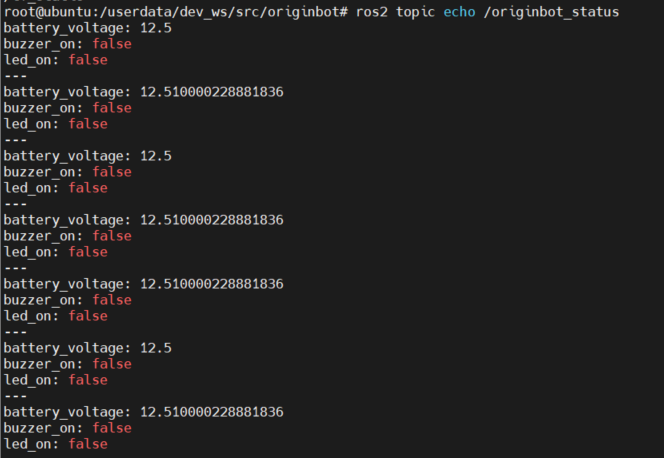 root@ubuntu:/userdata/dev_ws/src/originbot# ros2 topic echo /originbot_status
battery_voltage: 12.5
buzzer_on: false
led_on: false
---
battery_voltage: 12.510000228881836
buzzer_on: false
led_on: false
---
battery_voltage: 12.5
buzzer_on: false
led_on: false
---
battery_voltage: 12.510000228881836
buzzer_on: false
led_on: false
---
battery_voltage: 12.510000228881836
buzzer_on: false
led_on: false
---
battery_voltage: 12.5
buzzer_on: false
led_on: false
---
battery_voltage: 12.510000228881836
buzzer_on: false
led_on: false